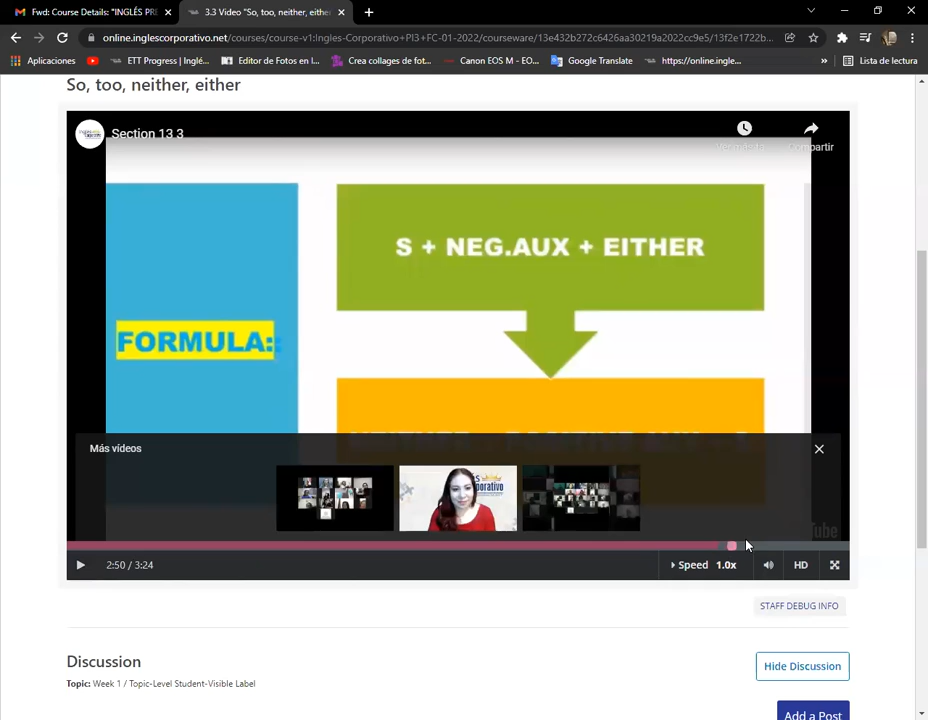 Fwd: Course Details: "INGLÉS PRE
3.3 Video "So, too, neither, eithe
online.inglescorporativo.net/courses/course-v1:Ingles-Corporativo+PI3+FC-01-2022/courseware/13e432b272c6426aa30219a2022cc9e5/13f2e1722b...
Aplicaciones
ETT Progress | Inglé...
Editor de Fotos en l...
Crea collages de fot...
Canon EOS M - EO...
Google Translate
https://online.ingle...
»
Lista de lectura
So, too, neither, either
Section 13.3
Compartir
S + NEG.AUX + EITHER
FORMULA::
Más vídeos
2:50 / 3:24
Speed 1.0x
HD
STAFF DEBUG INFO
Discussion
Hide Discussion
Topic: Week 1 / Topic-Level Student-Visible Label
Add a Post